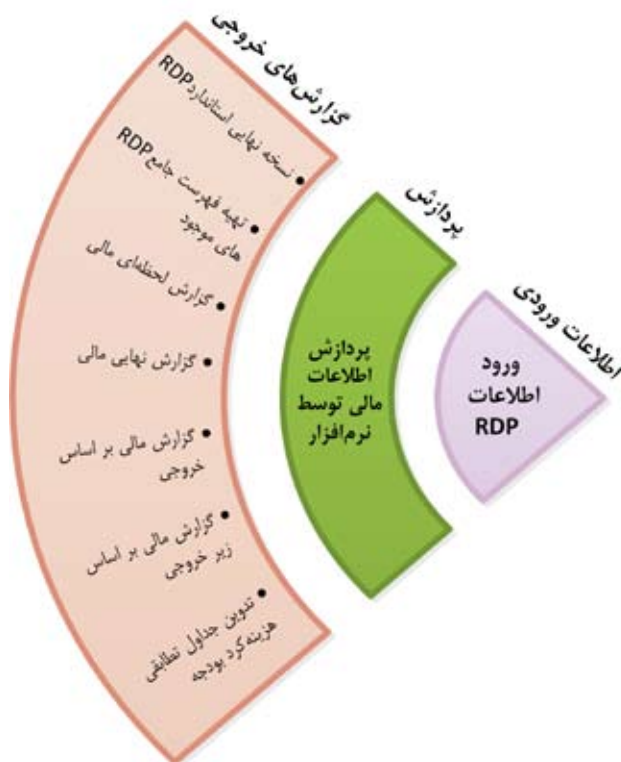 اطلاعات ورودی
ورود
اطلاعات
RDP
پردازش
پردازش
اطلاعات
مالی توسط
نرم‌افزار
گزارش‌های خروجی
• نسخه نهایی استاندارد RDP
• تهیه فهرست جامع RDP
های موجود
• گزارش لحظه‌ای مالی
• گزارش نهایی مالی
• گزارش مالی بر اساس
خروجی
• گزارش مالی بر اساس
زیر خروجی
• تدوین جداول تطابقی
هزینه‌کرد بودجه